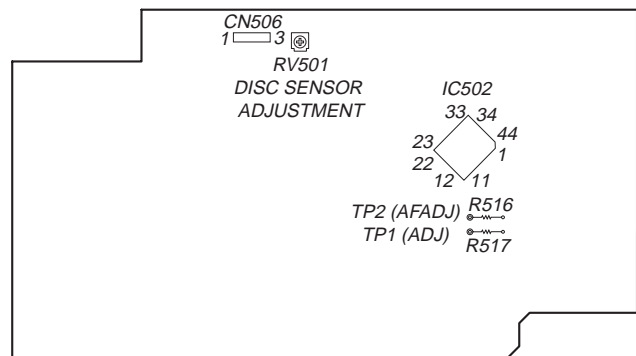 CN506
1 3
RV501
DISC SENSOR
ADJUSTMENT
IC502
33 34
23 44
22 1
12 11
TP2 (AFADJ) R516
TP1 (ADJ) R517